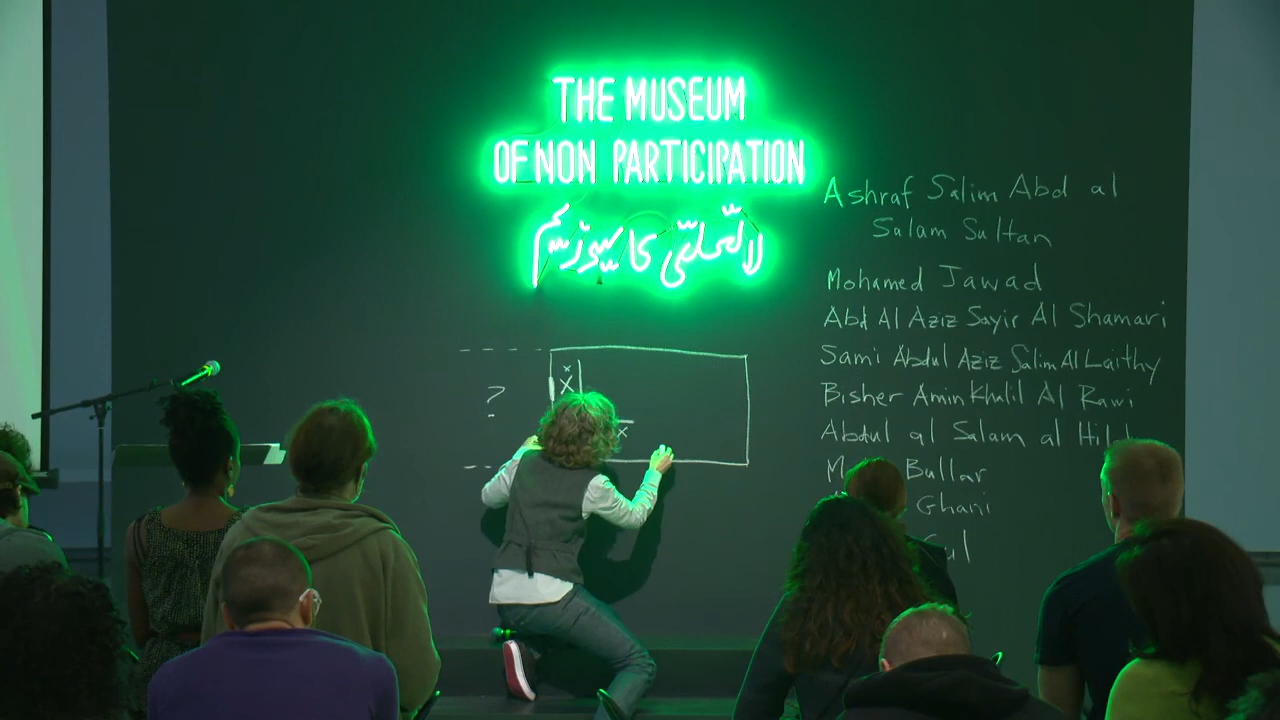 THE MUSEUM
OF NON PARTICIPATION
لاتعلقی کا میوزیم
Ashraf Salim Abd al
Salam Sultan
Mohamed Jawad
Abd Al Aziz Sayir Al Shamari
Sami Abdul Aziz Salim Al Laithy
Bisher Amin Khalil Al Rawi
Abdul al Salam al
Bullar
Ghani
x
X
?
x